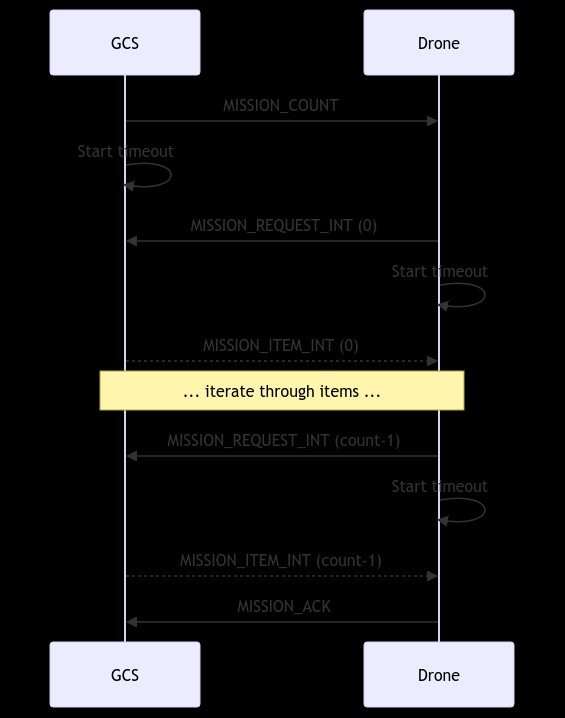 GCS
Drone
MISSION_COUNT
Start timeout
MISSION_REQUEST_INT (0)
Start timeout
MISSION_ITEM_INT (0)
... iterate through items ...
MISSION_REQUEST_INT (count-1)
Start timeout
MISSION_ITEM_INT (count-1)
MISSION_ACK
GCS
Drone